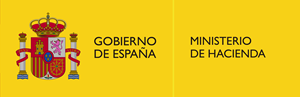 GOBIERNO
DE ESPAÑA
MINISTERIO
DE HACIENDA